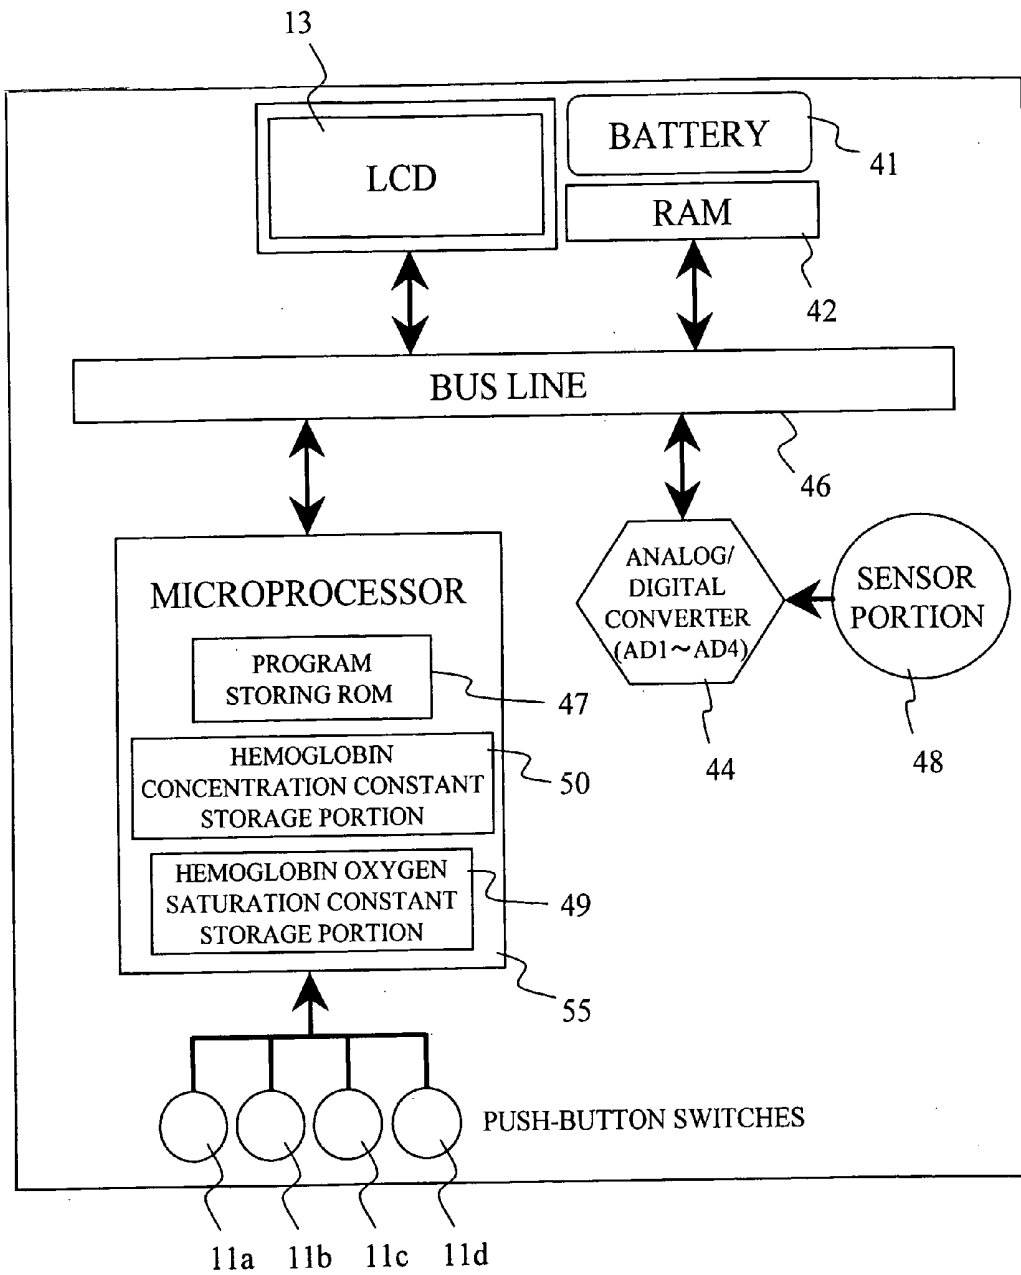 13
LCD
BATTERY
41
RAM
42
BUS LINE
46
MICROPROCESSOR
PROGRAM
STORING ROM
47
HEMOGLOBIN
CONCENTRATION CONSTANT
STORAGE PORTION
50
HEMOGLOBIN OXYGEN
SATURATION CONSTANT
STORAGE PORTION
49
55
ANALOG/
DIGITAL
CONVERTER
(AD1～AD4)
44
SENSOR
PORTION
48
PUSH-BUTTON SWITCHES
11a
11b
11c
11d